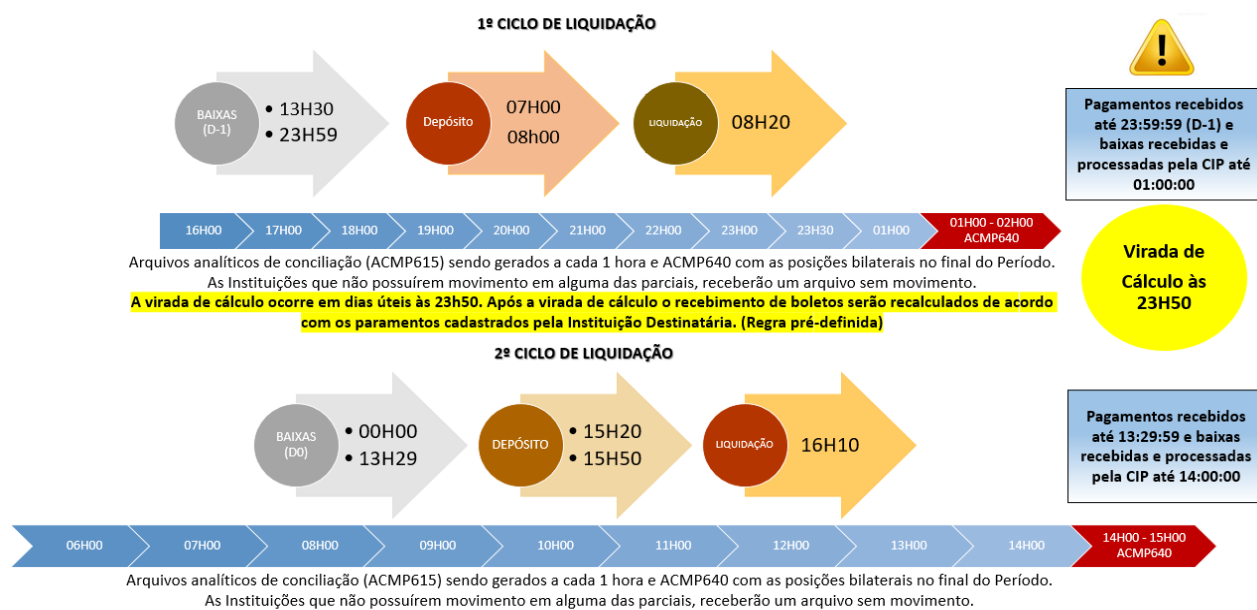 1º CICLO DE LIQUIDAÇÃO
BAIXAS
(D-1)
• 13H30
• 23H59
Depósito
07H00
08h00
LIQUIDAÇÃO
08H20
Pagamentos recebidos
até 23:59:59 (D-1) e
baixas recebidas e
processadas pela CIP até
01:00:00
16H00
17H00
18H00
19H00
20H00
21H00
22H00
23H00
23H30
01H00
01H00 - 02H00
ACMP640
Arquivos analíticos de conciliação (ACMP615) sendo gerados a cada 1 hora e ACMP640 com as posições bilaterais no final do Período.
As Instituições que não possuírem movimento em alguma das parciais, receberão um arquivo sem movimento.
A virada de cálculo ocorre em dias úteis às 23h50. Após a virada de cálculo o recebimento de boletos serão recalculados de acordo
com os paramentos cadastrados pela Instituição Destinatária. (Regra pré-definida)
Virada de
Cálculo às
23H50
2º CICLO DE LIQUIDAÇÃO
BAIXAS
(D0)
• 00H00
• 13H29
DEPÓSITO
• 15H20
• 15H50
LIQUIDAÇÃO
16H10
Pagamentos recebidos
até 13:29:59 e baixas
recebidas e processadas
pela CIP até 14:00:00
06H00
07H00
08H00
09H00
10H00
11H00
12H00
13H00
14H00
14H00 - 15H00
ACMP640
Arquivos analíticos de conciliação (ACMP615) sendo gerados a cada 1 hora e ACMP640 com as posições bilaterais no final do Período.
As Instituições que não possuírem movimento em alguma das parciais, receberão um arquivo sem movimento.